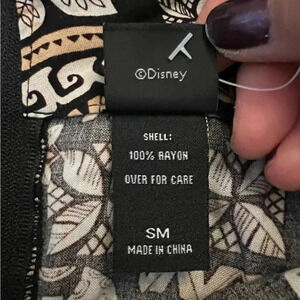 ©Disney
SHELL:
100% RAYON
OVER FOR CARE
SM
MADE IN CHINA